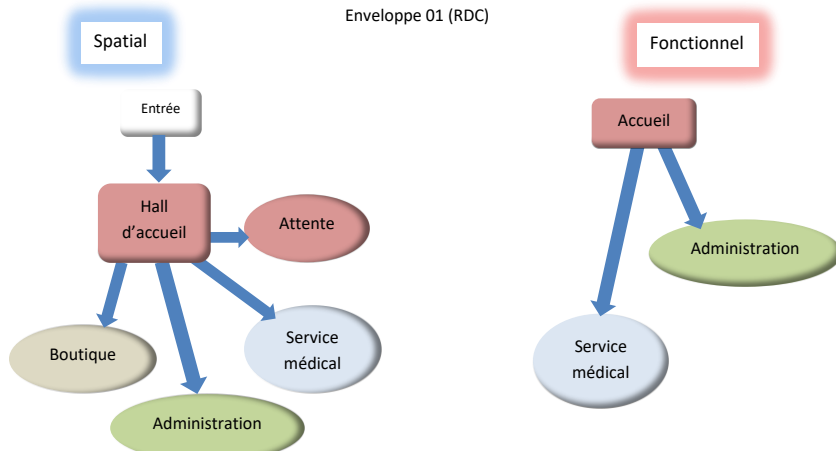 Enveloppe 01 (RDC)
Spatial
Entrée
Hall
d’accueil
Attente
Boutique
Service
médical
Administration
Fonctionnel
Accueil
Administration
Service
médical